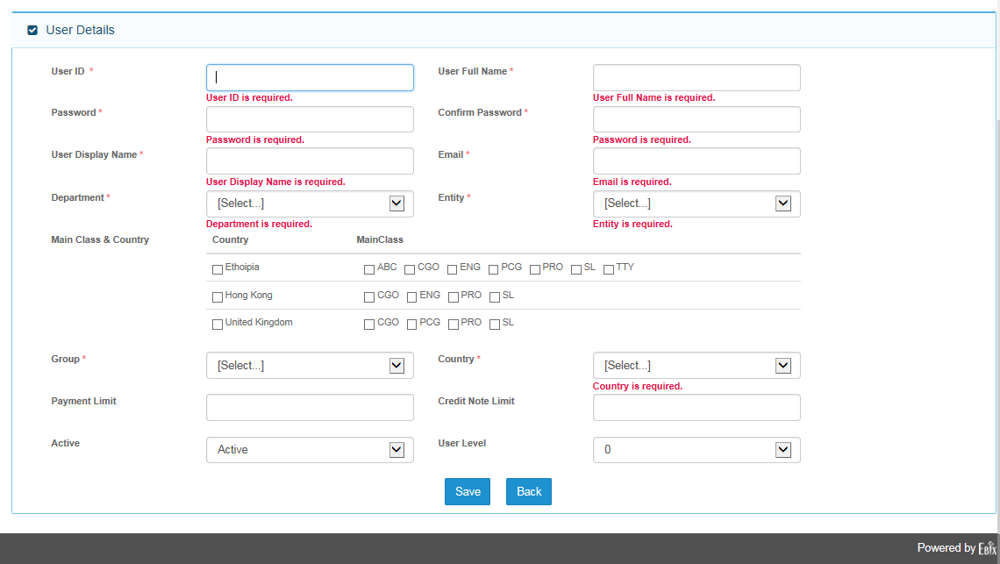 User Details
User ID * User Full Name *
User ID is required. User Full Name is required.
Password * Confirm Password *
Password is required. Password is required.
User Display Name * Email *
User Display Name is required. Email is required.
Department * [Select...] Entity * [Select...]
Department is required. Entity is required.
Main Class & Country Country MainClass
Ethoipia ABC CGO ENG PCG PRO SL TTY
Hong Kong CGO ENG PRO SL
United Kingdom CGO PCG PRO SL
Group * [Select...] Country * [Select...]
Country is required.
Payment Limit Credit Note Limit
Active Active User Level 0
Save Back
Powered by Ebix